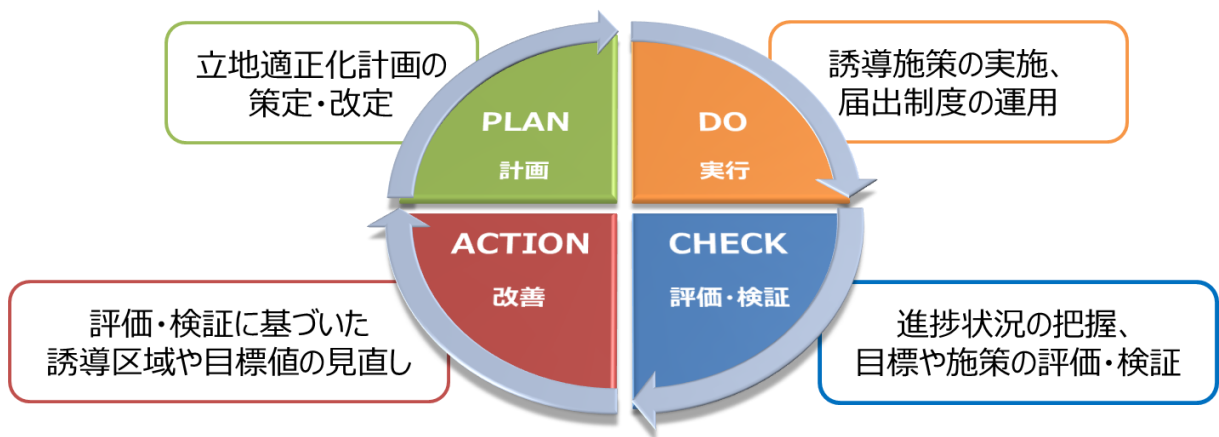 立地適正化計画の
策定・改定
PLAN
計画
DO
実行
誘導施策の実施、
届出制度の運用
評価・検証に基づいた
誘導区域や目標値の見直し
ACTION
改善
CHECK
評価・検証
進捗状況の把握、
目標や施策の評価・検証